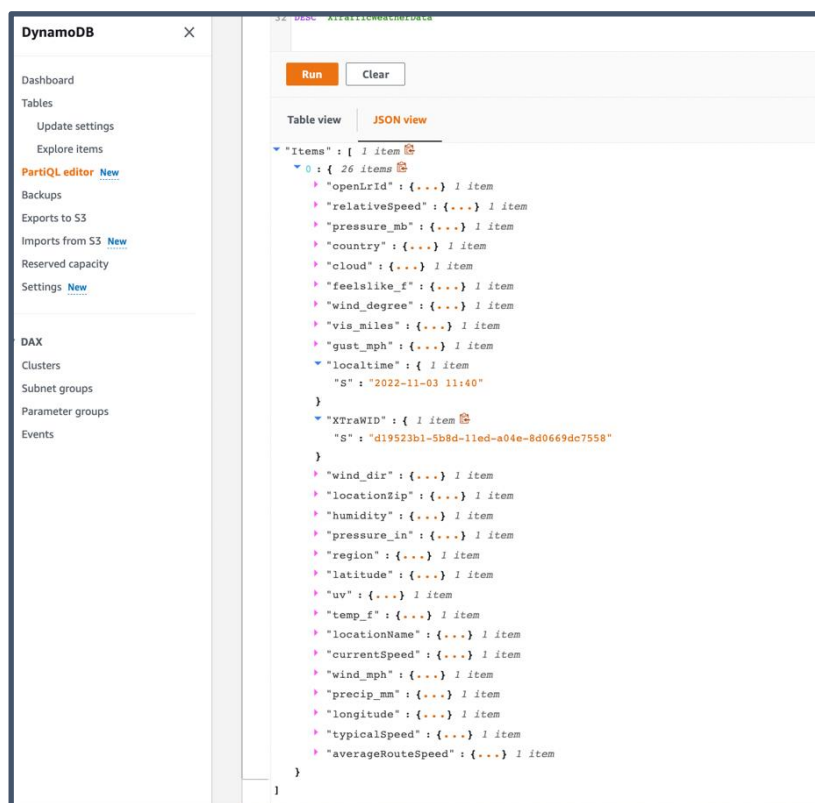 DynamoDB
Dashboard
Tables
Update settings
Explore items
PartiQL editor New
Backups
Exports to S3
Imports from S3 New
Reserved capacity
Settings New
DAX
Clusters
Subnet groups
Parameter groups
Events
32 DESC "XTrafficWeatherData"
Run Clear
Table view JSON view
"Items" : [ 1 item
0 : { 26 items
"openLrId" : {...} 1 item
"relativeSpeed" : {...} 1 item
"pressure_mb" : {...} 1 item
"country" : {...} 1 item
"cloud" : {...} 1 item
"feelslike_f" : {...} 1 item
"wind_degree" : {...} 1 item
"vis_miles" : {...} 1 item
"gust_mph" : {...} 1 item
"localtime" : { 1 item
"S" : "2022-11-03 11:40"
}
"XTraWID" : { 1 item
"S" : "d19523b1-5b8d-11ed-a04e-8d0669dc7558"
}
"wind_dir" : {...} 1 item
"locationZip" : {...} 1 item
"humidity" : {...} 1 item
"pressure_in" : {...} 1 item
"region" : {...} 1 item
"latitude" : {...} 1 item
"uv" : {...} 1 item
"temp_f" : {...} 1 item
"locationName" : {...} 1 item
"currentSpeed" : {...} 1 item
"wind_mph" : {...} 1 item
"precip_mm" : {...} 1 item
"longitude" : {...} 1 item
"typicalSpeed" : {...} 1 item
"averageRouteSpeed" : {...} 1 item
}
]